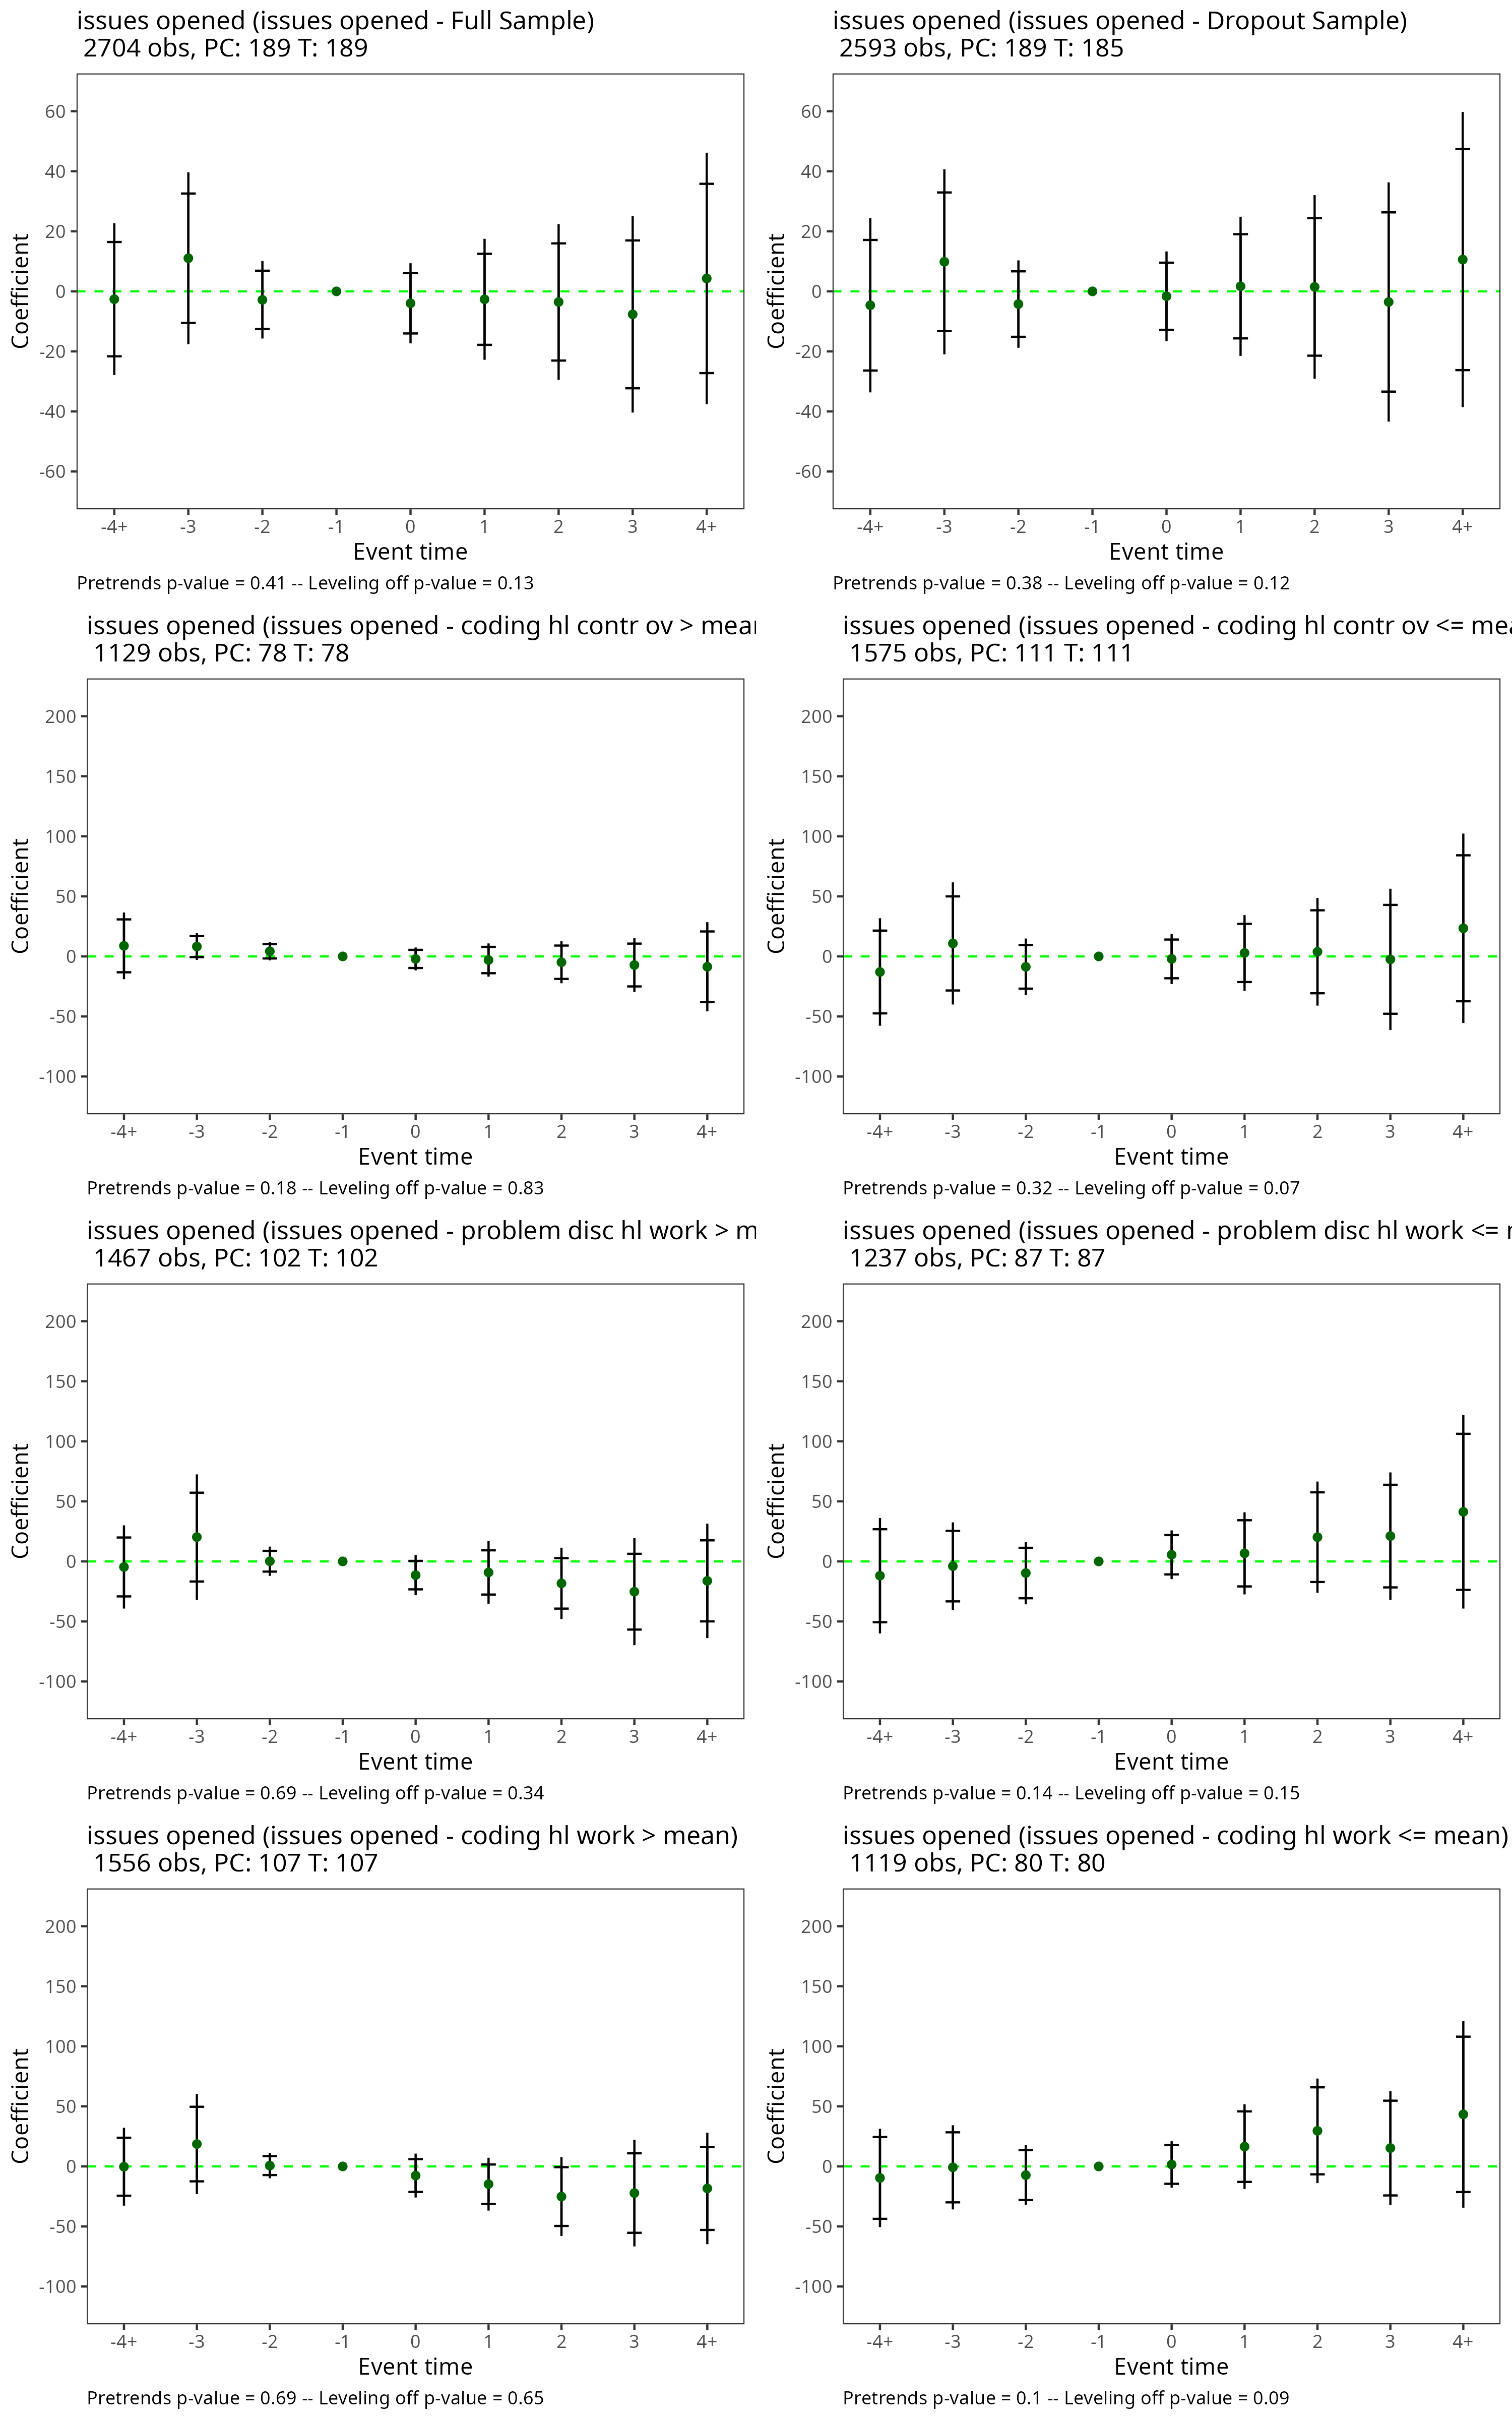 issues opened (issues opened - Full Sample)
2704 obs, PC: 189 T: 189
60
40
20
0
-20
-40
-60
Coefficient
-4+ -3 -2 -1 0 1 2 3 4+
Event time
Pretrends p-value = 0.41 -- Leveling off p-value = 0.13
issues opened (issues opened - Dropout Sample)
2593 obs, PC: 189 T: 185
60
40
20
0
-20
-40
-60
Coefficient
-4+ -3 -2 -1 0 1 2 3 4+
Event time
Pretrends p-value = 0.38 -- Leveling off p-value = 0.12
issues opened (issues opened - coding hl contr ov > mean
1129 obs, PC: 78 T: 78
200
150
100
50
0
-50
-100
Coefficient
-4+ -3 -2 -1 0 1 2 3 4+
Event time
Pretrends p-value = 0.18 -- Leveling off p-value = 0.83
issues opened (issues opened - coding hl contr ov <= mea
1575 obs, PC: 111 T: 111
200
150
100
50
0
-50
-100
Coefficient
-4+ -3 -2 -1 0 1 2 3 4+
Event time
Pretrends p-value = 0.32 -- Leveling off p-value = 0.07
issues opened (issues opened - problem disc hl work > m
1467 obs, PC: 102 T: 102
200
150
100
50
0
-50
-100
Coefficient
-4+ -3 -2 -1 0 1 2 3 4+
Event time
Pretrends p-value = 0.69 -- Leveling off p-value = 0.34
issues opened (issues opened - problem disc hl work <=
1237 obs, PC: 87 T: 87
200
150
100
50
0
-50
-100
Coefficient
-4+ -3 -2 -1 0 1 2 3 4+
Event time
Pretrends p-value = 0.14 -- Leveling off p-value = 0.15
issues opened (issues opened - coding hl work > mean)
1556 obs, PC: 107 T: 107
200
150
100
50
0
-50
-100
Coefficient
-4+ -3 -2 -1 0 1 2 3 4+
Event time
Pretrends p-value = 0.69 -- Leveling off p-value = 0.65
issues opened (issues opened - coding hl work <= mean)
1119 obs, PC: 80 T: 80
200
150
100
50
0
-50
-100
Coefficient
-4+ -3 -2 -1 0 1 2 3 4+
Event time
Pretrends p-value = 0.1 -- Leveling off p-value = 0.09